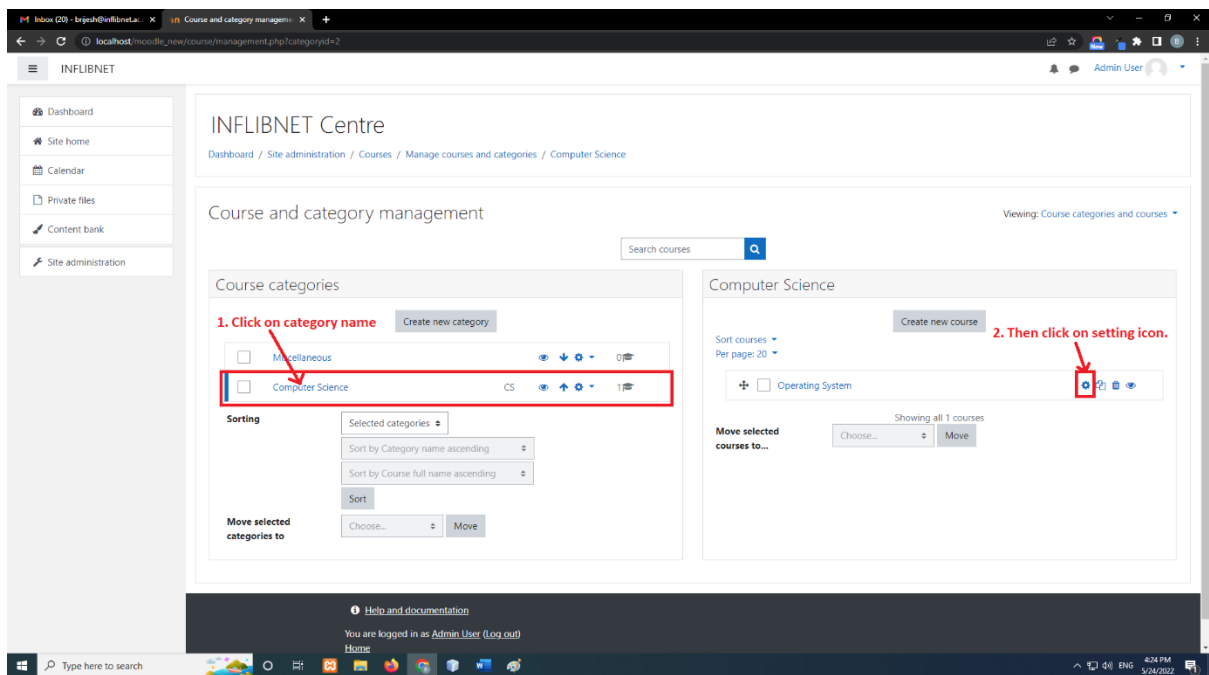 Inbox (20) - brijesh@inflibnet.ac.i
Course and category manageme
localhost/moodle_new/course/management.php?categoryid=2
New
B
INFLIBNET
Admin User
Dashboard
Site home
Calendar
Private files
Content bank
Site administration
INFLIBNET Centre
Dashboard / Site administration / Courses / Manage courses and categories / Computer Science
Course and category management
Viewing: Course categories and courses
Search courses
Course categories
1. Click on category name
Create new category
Miscellaneous
0
Computer Science
CS
1
Sorting
Selected categories
Sort by Category name ascending
Sort by Course full name ascending
Sort
Move selected categories to
Choose...
Move
Computer Science
Create new course
2. Then click on setting icon.
Sort courses
Per page: 20
Operating System
Showing all 1 courses
Move selected courses to...
Choose...
Move
Help and documentation
You are logged in as Admin User (Log out)
Home
Type here to search
ENG
4:24 PM
5/24/2022